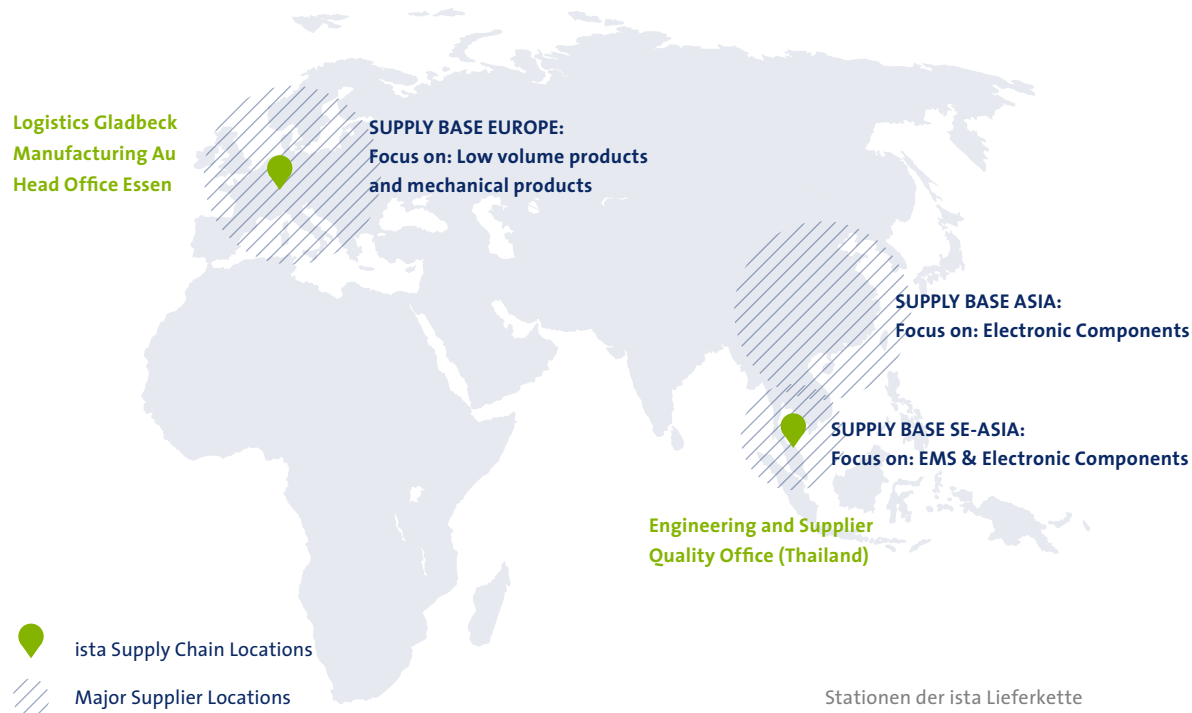 Logistics Gladbeck
Manufacturing Au
Head Office Essen
SUPPLY BASE EUROPE:
Focus on: Low volume products
and mechanical products
SUPPLY BASE ASIA:
Focus on: Electronic Components
SUPPLY BASE SE-ASIA:
Focus on: EMS & Electronic Components
Engineering and Supplier
Quality Office (Thailand)
ista Supply Chain Locations
Major Supplier Locations
Stationen der ista Lieferkette